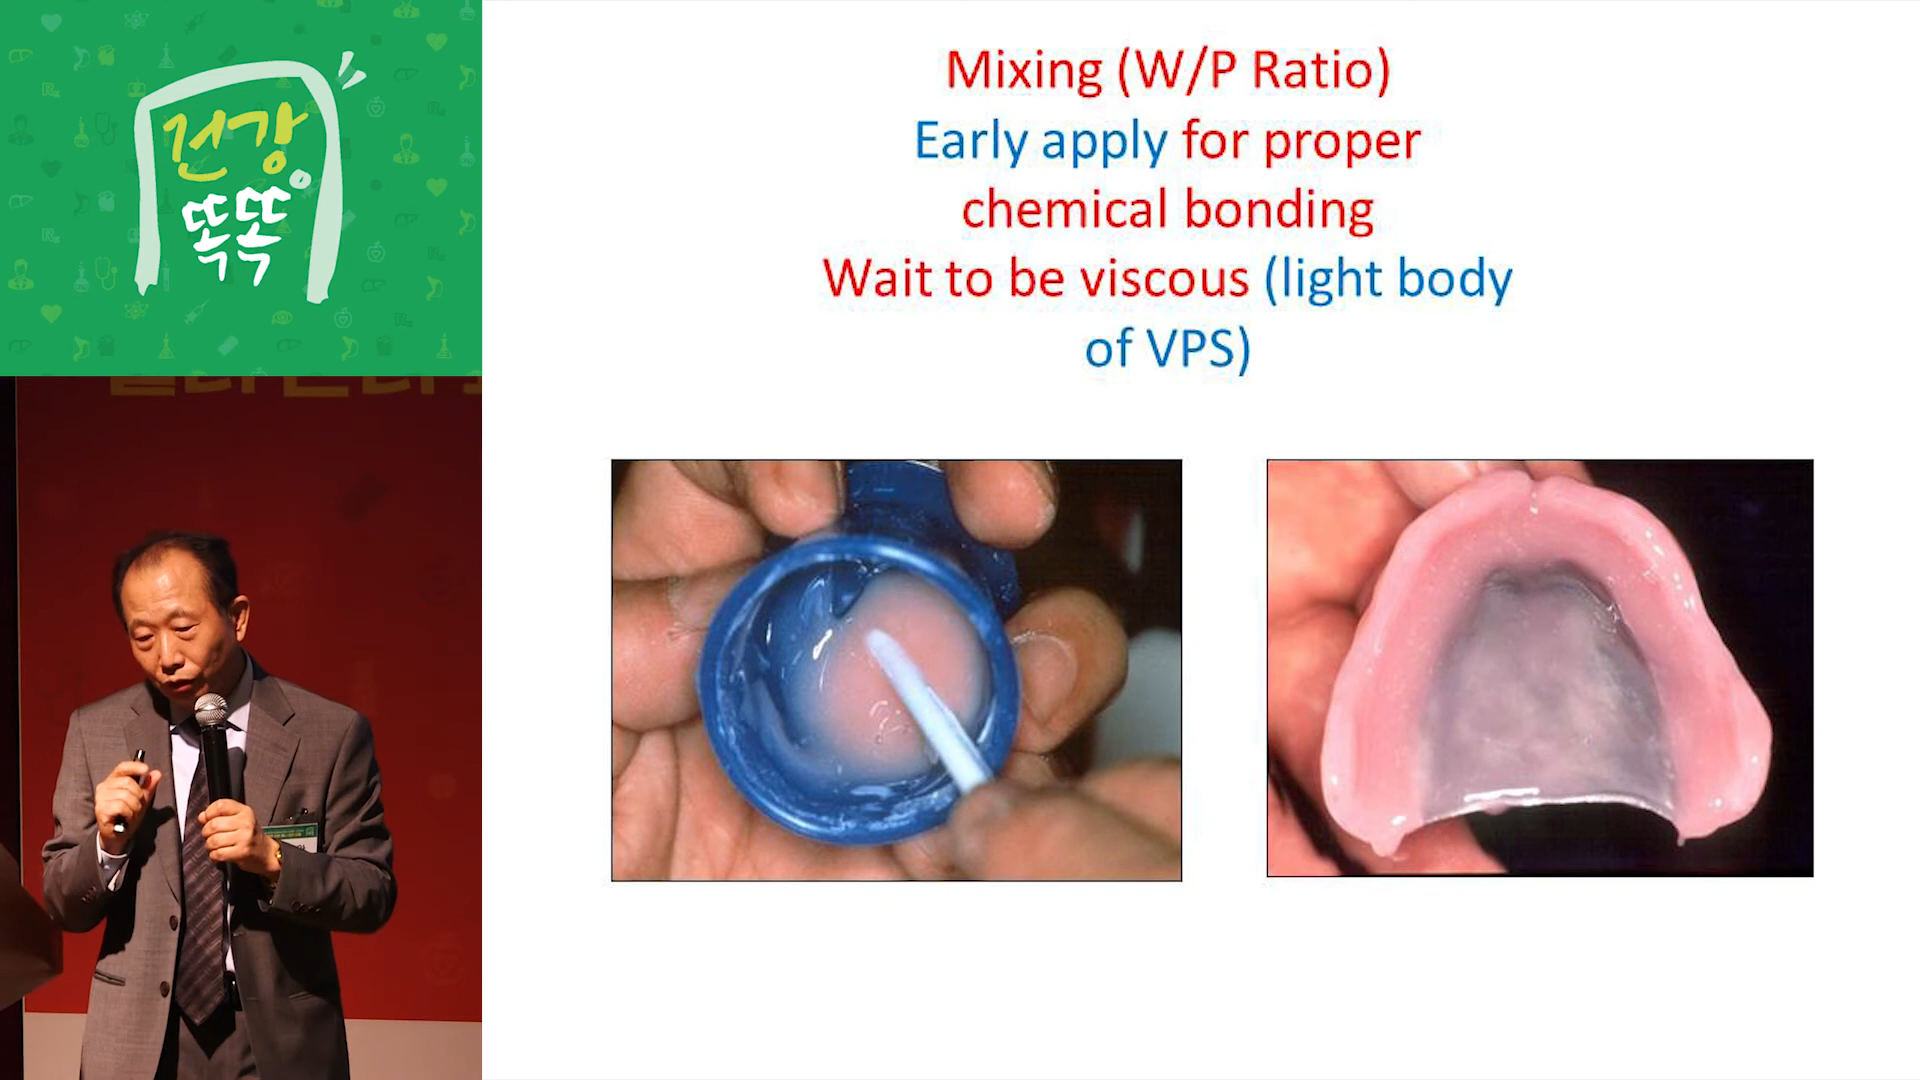 건강
똑똑
Mixing (W/P Ratio)
Early apply for proper
chemical bonding
Wait to be viscous (light body
of VPS)